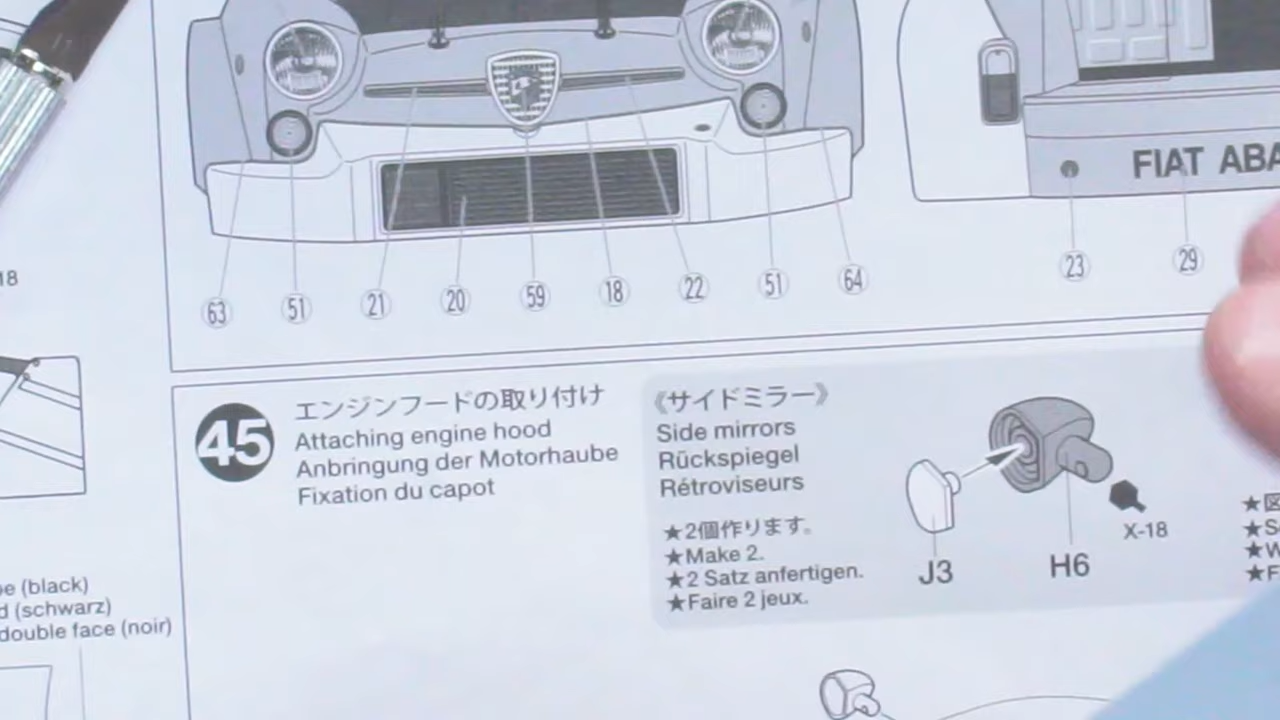 FIAT ABA
63
51
21
20
59
18
22
51
64
23
29
18
45
エンジンフードの取り付け
Attaching engine hood
Anbringung der Motorhaube
Fixation du capot
《サイドミラー》
Side mirrors
Rückspiegel
Rétroviseurs
★2個作ります。
★Make 2.
★2 Satz anfertigen.
★Faire 2 jeux.
J3
H6
X-18
★図
★S
★W
★F
(black)
(schwarz)
double face (noir)